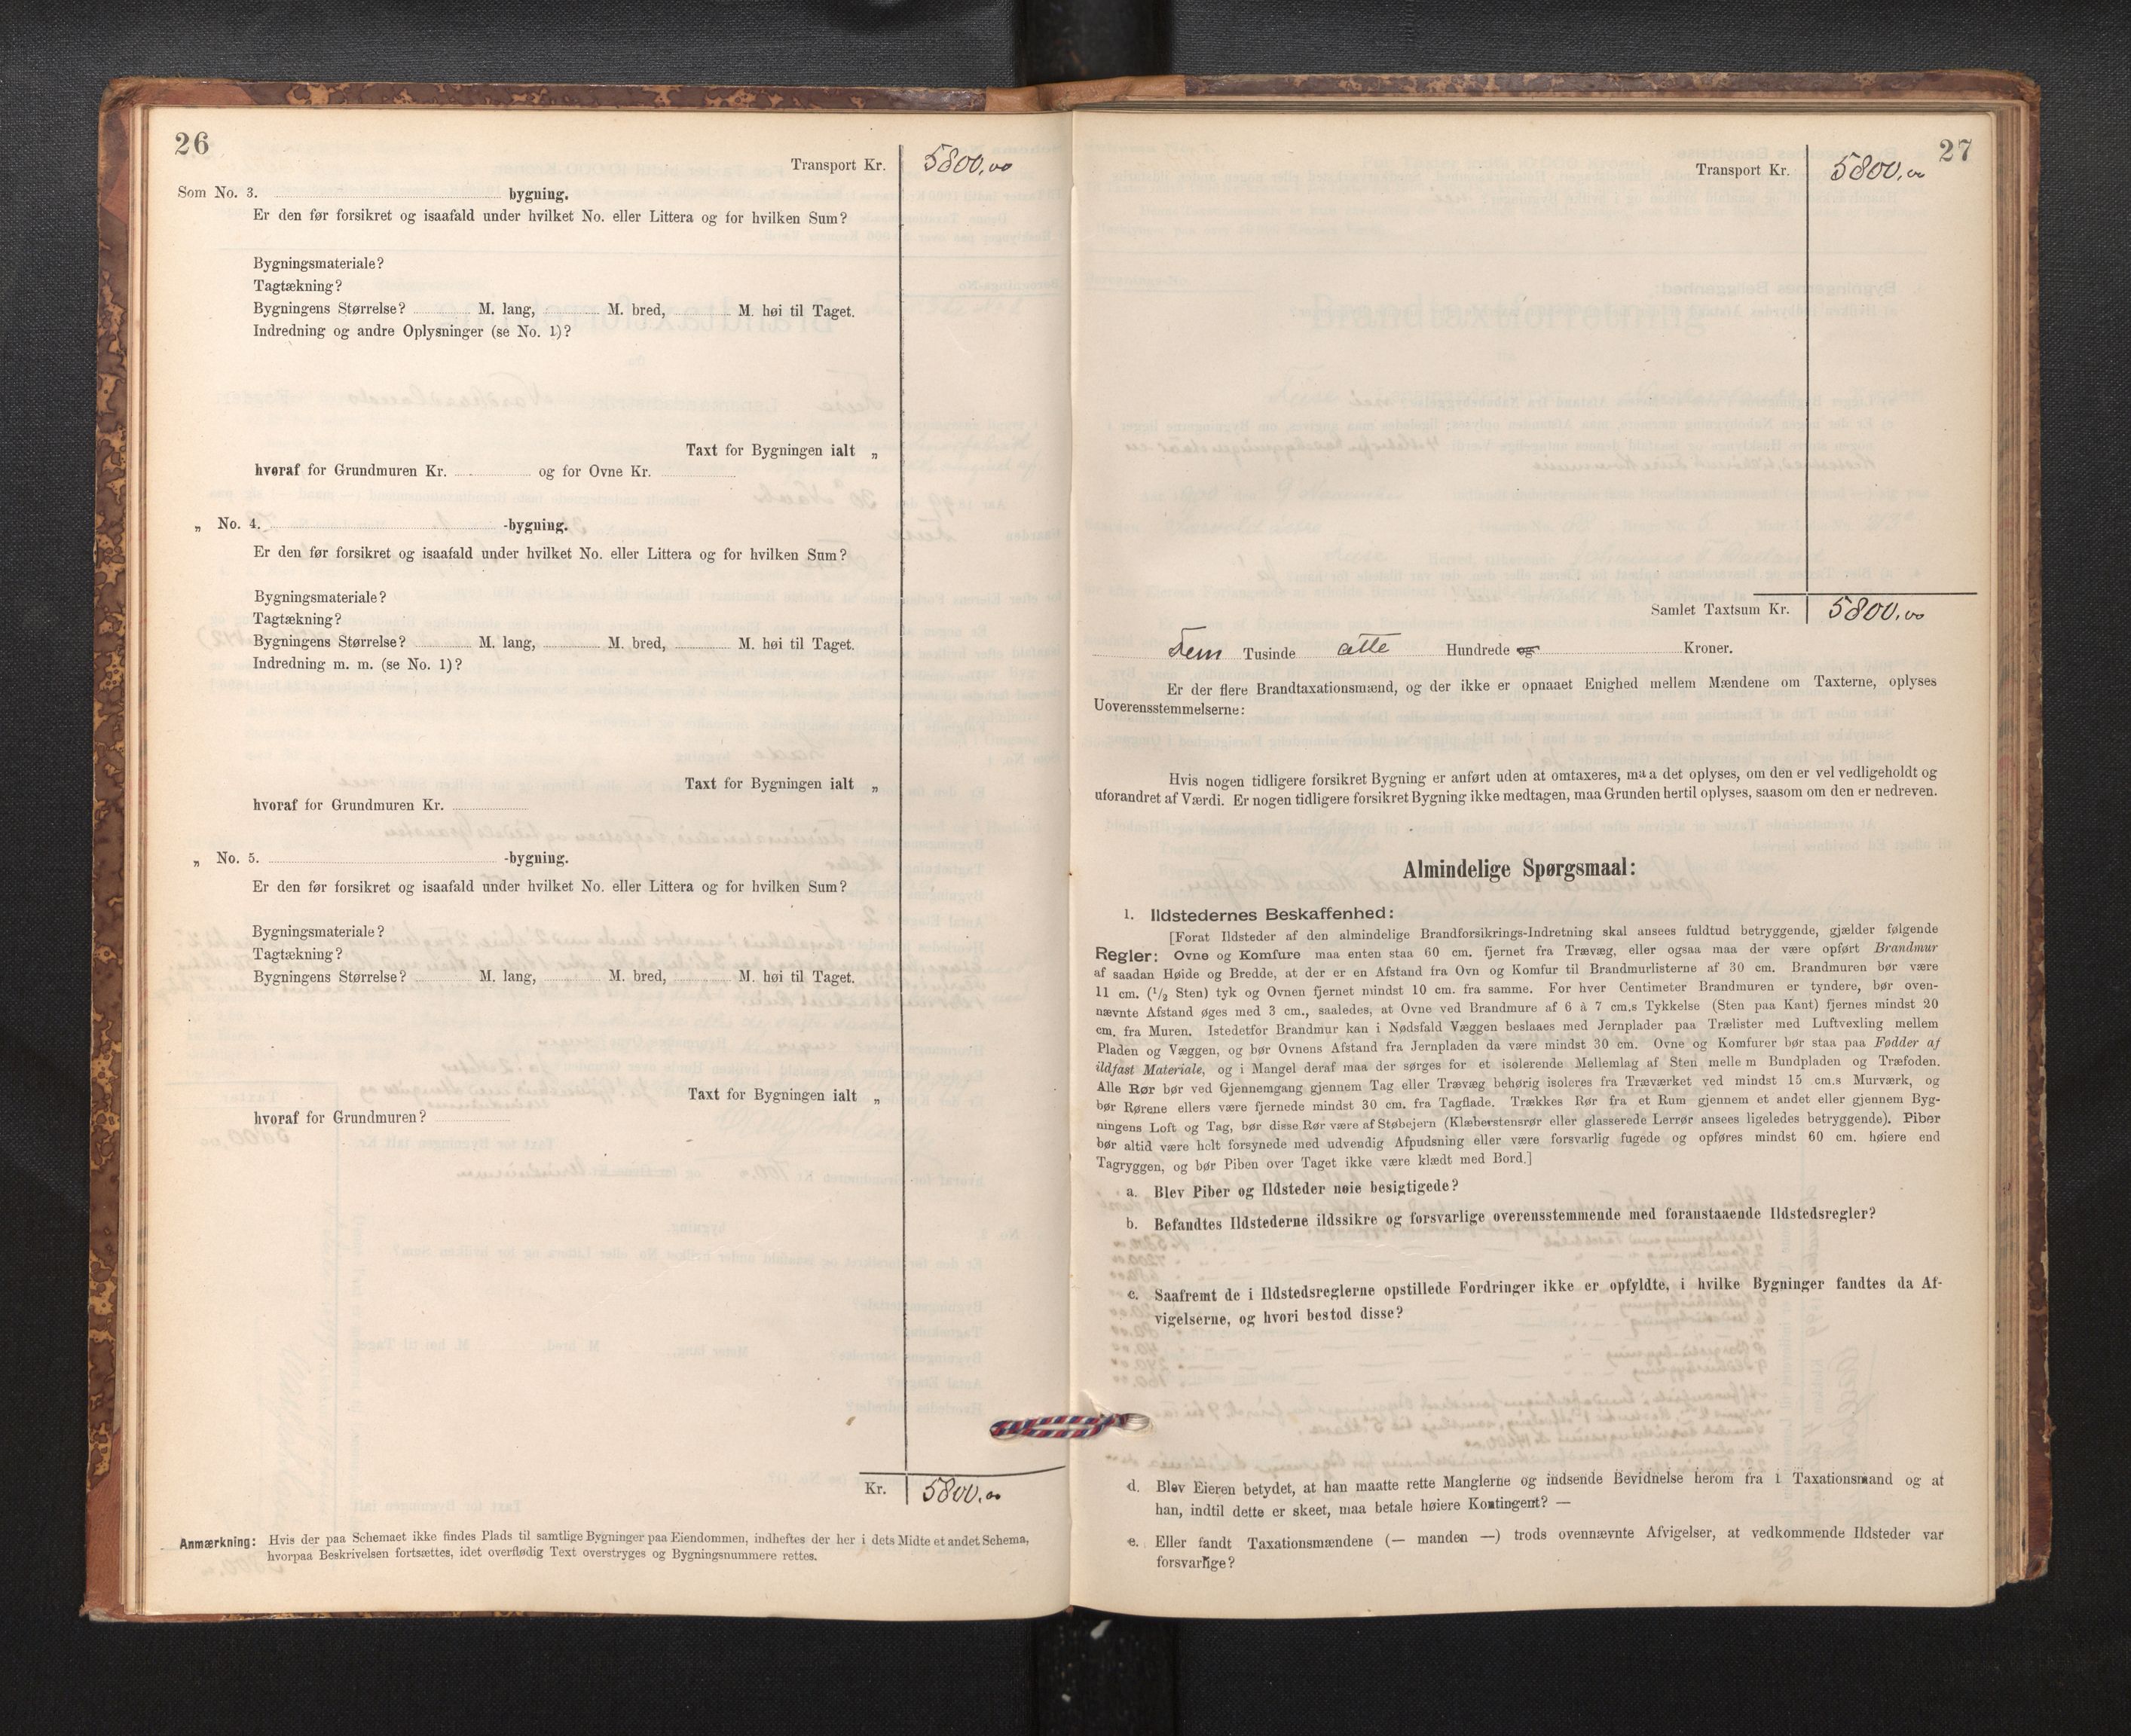 26
Transport Kr. 5800,00
Som No. 3. bygning.
Er den før forsikret og isaafald under hvilket No. eller Littera og for hvilken Sum?
Bygningsmateriale?
Tagtækning?
Bygningens Størrelse? M. lang, M. bred, M. høi til Taget.
Indredning og andre Oplysninger (se No. 1)?
Taxt for Bygningen ialt „
hvoraf for Grundmuren Kr. og for Ovne Kr.
„ No. 4. -bygning.
Er den før forsikret og isaafald under hvilket No. eller Littera og for hvilken Sum?
Bygningsmateriale?
Tagtækning?
Bygningens Størrelse? M. lang, M. bred, M. høi til Taget.
Indredning m. m. (se No. 1)?
Taxt for Bygningen ialt „
hvoraf for Grundmuren Kr.
„ No. 5. -bygning.
Er den før forsikret og isaafald under hvilket No. eller Littera og for hvilken Sum?
Bygningsmateriale?
Tagtækning?
Bygningens Størrelse? M. lang, M. bred, M. høi til Taget.
Taxt for Bygningen ialt „
hvoraf for Grundmuren?
Kr. 5800,00
Anmærkning: Hvis der paa Schemaet ikke findes Plads til samtlige Bygninger paa Eiendommen, indheftes der her i dets Midte et andet Schema,
hvorpaa Beskrivelsen fortsættes, idet overflødig Text overstryges og Bygningsnummere rettes.
27
Transport Kr. 5800,00
Samlet Taxtsum Kr. 5800,00
Fem Tusinde otte Hundrede og Kroner.
Er der flere Brandtaxationsmænd, og der ikke er opnaaet Enighed mellem Mændene om Taxterne, oplyses
Uoverensstemmelserne:
Hvis nogen tidligere forsikret Bygning er anført uden at omtaxeres, maa det oplyses, om den er vel vedligeholdt og
uforandret af Værdi. Er nogen tidligere forsikret Bygning ikke medtagen, maa Grunden hertil oplyses, saasom om den er nedreven.
Almindelige Spørgsmaal:
1. Ildstedernes Beskaffenhed:
[Forat Ildsteder af den almindelige Brandforsikrings-Indretning skal ansees fuldtud betryggende, gjælder følgende
Regler: Ovne og Komfure maa enten staa 60 cm. fjernet fra Trævæg, eller ogsaa maa der være opført Brandmur
af saadan Høide og Bredde, at der er en Afstand fra Ovn og Komfur til Brandmurlisterne af 30 cm. Brandmuren bør være
11 cm. (1/2 Sten) tyk og Ovnen fjernet mindst 10 cm. fra samme. For hver Centimeter Brandmuren er tyndere, bør oven-
nævnte Afstand øges med 3 cm., saaledes, at Ovne ved Brandmure af 6 à 7 cm.s Tykkelse (Sten paa Kant) fjernes mindst 20
cm. fra Muren. Istedetfor Brandmur kan i Nødsfald Væggen beslaaes med Jernplader paa Trælister med Luftvexling mellem
Pladen og Væggen, og bør Ovnens Afstand fra Jernpladen da være mindst 30 cm. Ovne og Komfurer bør staa paa Fødder af
ildfast Materiale, og i Mangel deraf maa der sørges for et isolerende Mellemlag af Sten mellem Bundpladen og Træfoden.
Alle Rør bør ved Gjennemgang gjennem Tag eller Trævæg behørig isoleres fra Træværket ved mindst 15 cm.s Murværk, og
bør Rørene ellers være fjernede mindst 30 cm. fra Tagflade. Trækkes Rør fra et Rum gjennem et andet eller gjennem Byg-
ningens Loft og Tag, bør disse Rør være af Støbejern (Klæberstensrør eller glasserede Lerrør ansees ligeledes betryggende). Piber
bør altid være helt forsynede med udvendig Afpudsning eller være forsvarlig fugede og opføres mindst 60 cm. høiere end
Tagryggen, og bør Piben over Taget ikke være klædt med Bord.]
a. Blev Piber og Ildsteder nøie besigtigede?
b. Befandtes Ildstederne ildssikre og forsvarlige overensstemmende med foranstaaende Ildstedsregler?
c. Saafremt de i Ildstedsreglerne opstillede Fordringer ikke er opfyldte, i hvilke Bygninger fandtes da Af-
vigelserne, og hvori bestod disse?
d. Blev Eieren betydet, at han maatte rette Manglerne og indsende Bevidnelse herom fra 1 Taxationsmand og at
han, indtil dette er skeet, maa betale høiere Kontingent? —
e. Eller fandt Taxationsmændene (— manden —) trods ovennævnte Afvigelser, at vedkommende Ildsteder var
forsvarlige?